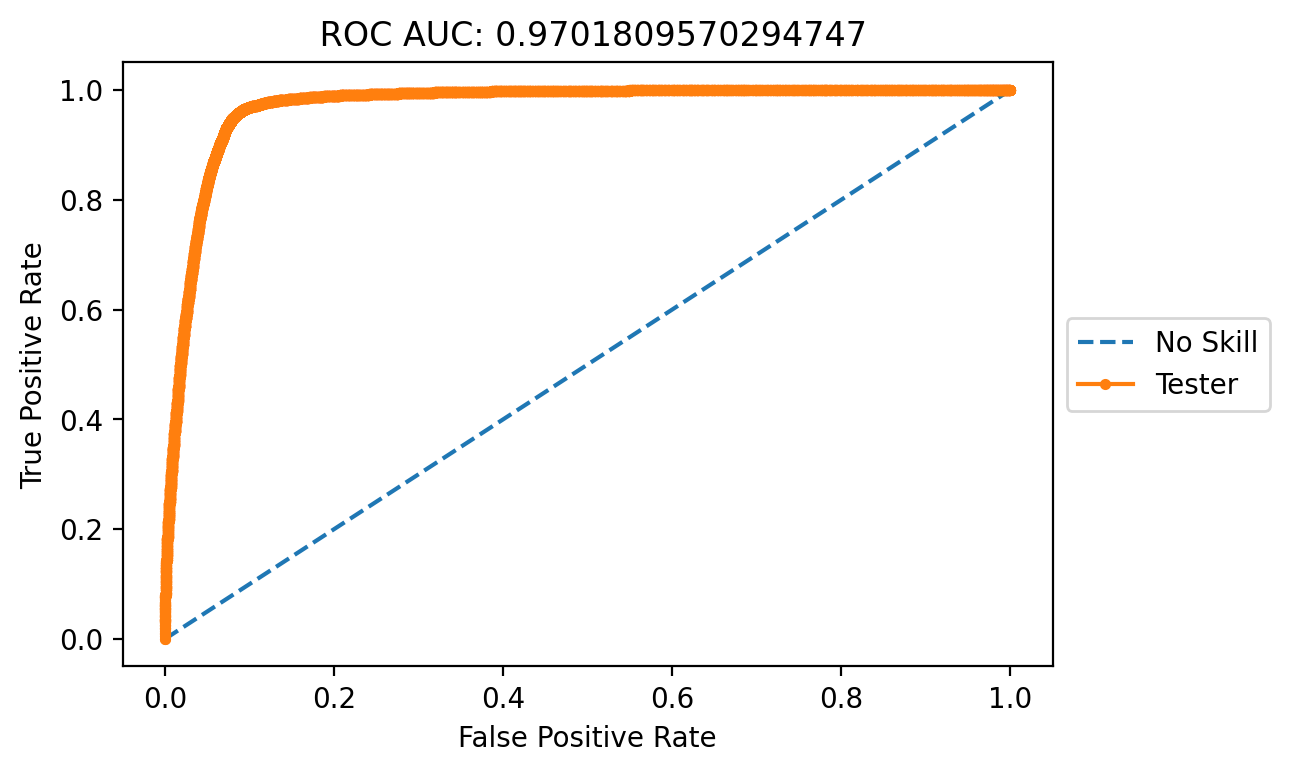 ROC AUC: 0.9701809570294747
1.0
0.8
0.6
0.4
0.2
0.0
True Positive Rate
0.0 0.2 0.4 0.6 0.8 1.0
False Positive Rate
No Skill
Tester